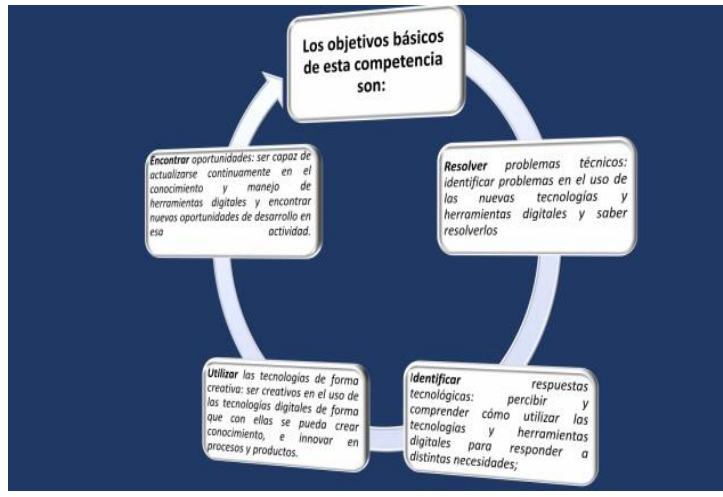 Los objetivos básicos
de esta competencia
son:
Resolver problemas técnicos:
identificar problemas en el uso de
las nuevas tecnologías y
herramientas digitales y saber
resolverlos
Identificar respuestas
tecnológicas: percibir y
comprender cómo utilizar las
tecnologías y herramientas
digitales para responder a
distintas necesidades;
Utilizar las tecnologías de forma
creativa: ser creativos en el uso de
las tecnologías digitales de forma
que con ellas se pueda crear
conocimiento, e innovar en
procesos y productos.
Encontrar oportunidades: ser capaz de
actualizarse continuamente en el
conocimiento y manejo de
herramientas digitales y encontrar
nuevas oportunidades de desarrollo en
esa actividad.